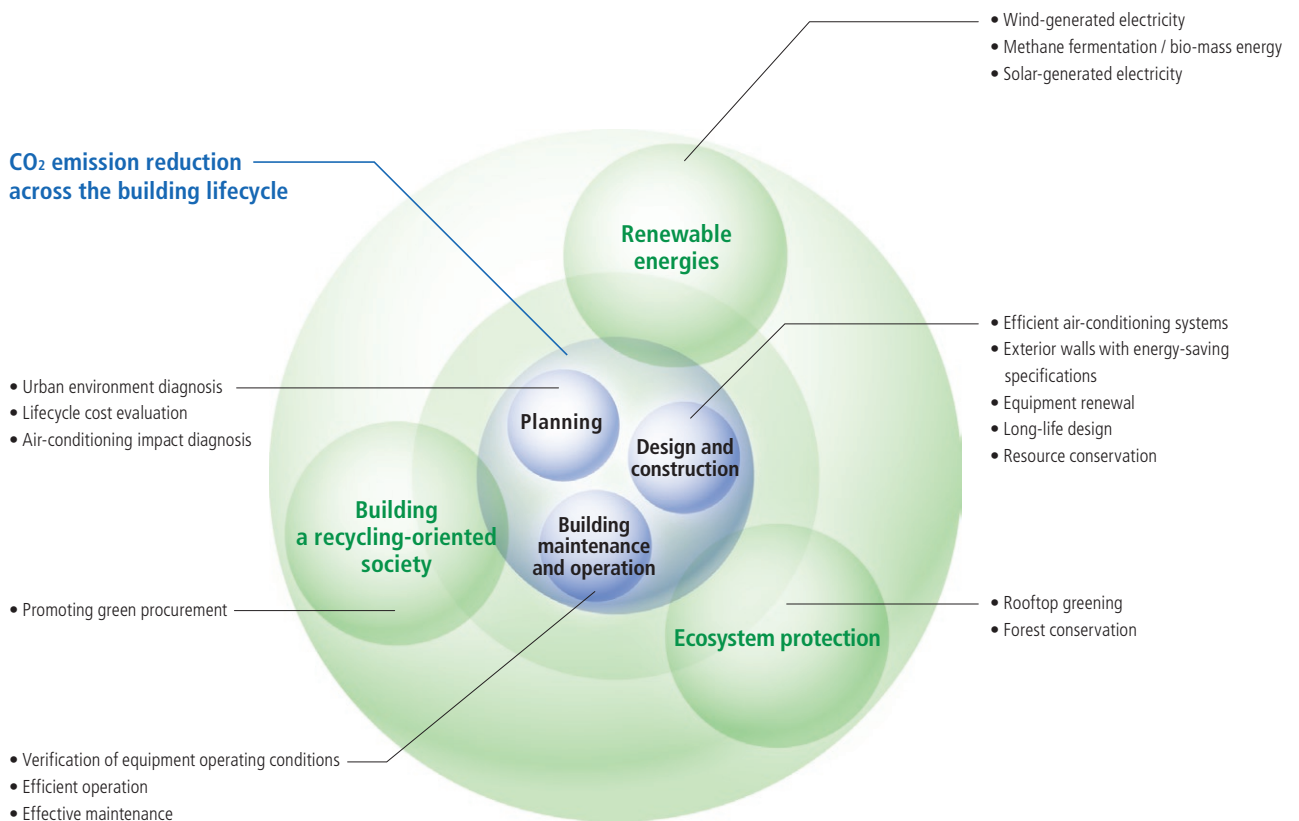 • Wind-generated electricity
• Methane fermentation / bio-mass energy
• Solar-generated electricity
CO₂ emission reduction
across the building lifecycle
Renewable
energies
• Efficient air-conditioning systems
• Exterior walls with energy-saving
specifications
• Equipment renewal
• Long-life design
• Resource conservation
• Urban environment diagnosis
• Lifecycle cost evaluation
• Air-conditioning impact diagnosis
Planning
Design and
construction
Building
a recycling-oriented
society
Building
maintenance
and operation
• Promoting green procurement
Ecosystem protection
• Rooftop greening
• Forest conservation
• Verification of equipment operating conditions
• Efficient operation
• Effective maintenance